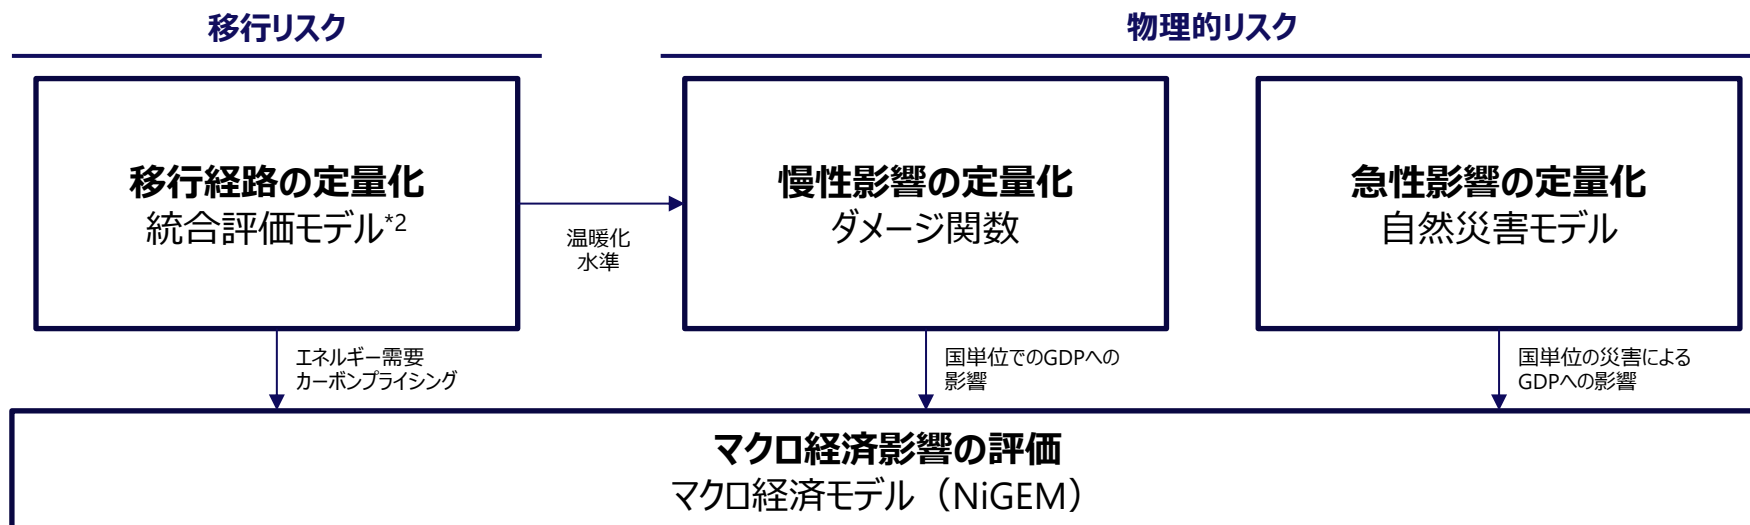 移行リスク
物理的リスク
移行経路の定量化
統合評価モデル*2
温暖化
水準
慢性影響の定量化
ダメージ関数
急性影響の定量化
自然災害モデル
エネルギー需要
カーボンプライシング
国単位でのGDPへの
影響
国単位の災害による
GDPへの影響
マクロ経済影響の評価
マクロ経済モデル（NiGEM）